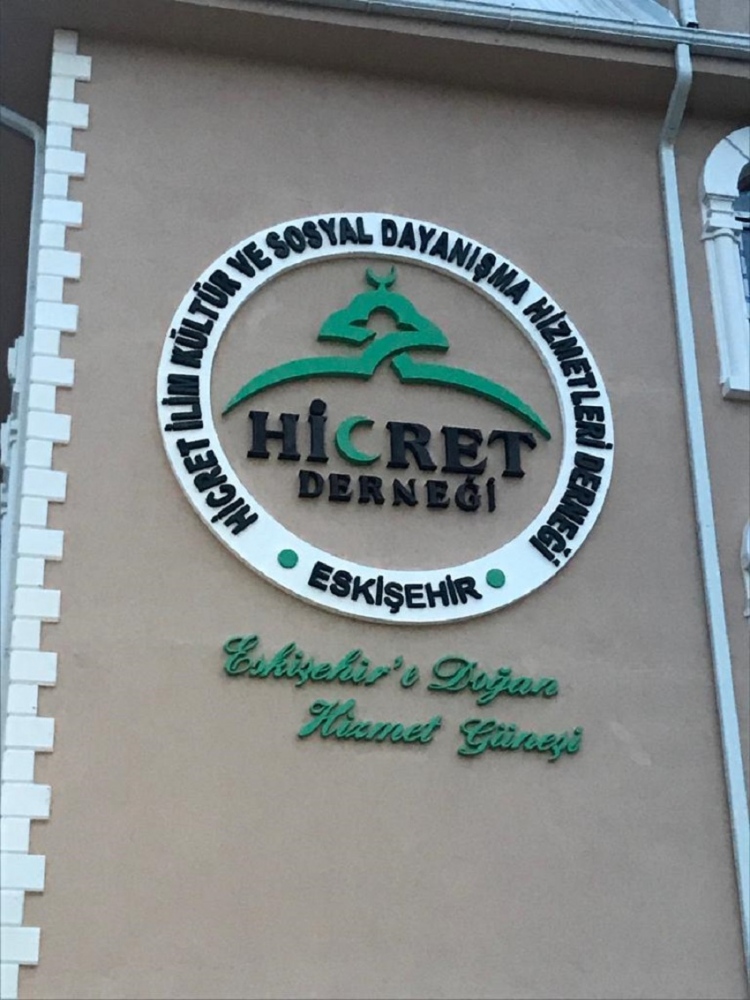 HİCRET İLİM KÜLTÜR VE SOSYAL DAYANIŞMA HİZMETLERİ DERNEĞİ
HİCRET
DERNEĞİ
ESKİŞEHİR
Eskişehir'e Doğan
Hizmet Güneşi